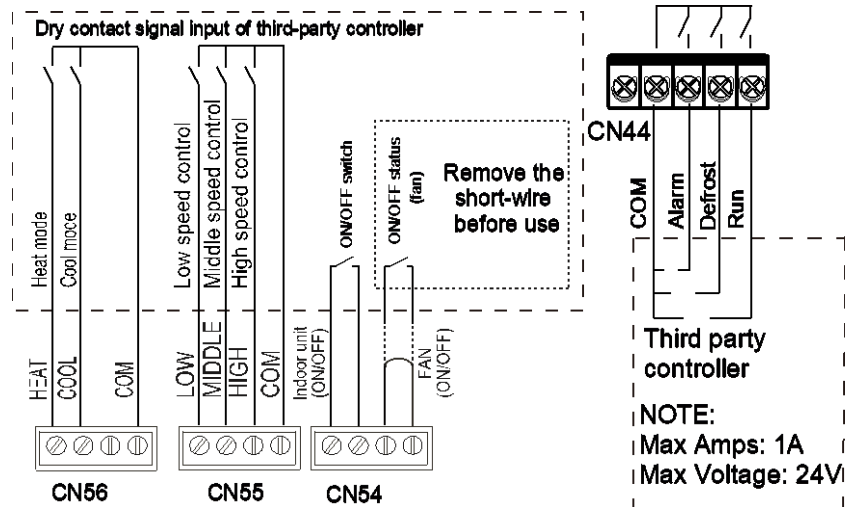 Dry contact signal input of third-party controller
Heat mode
Cool moce
Low speed control
Middle speed control
High speed control
ON/OFF switch
ON/OFF status
(fan)
Remove the
short-wire
before use
HEAT
COOL
COM
LOW
MIDDLE
HIGH
COM
Indoor unit
(ON/OFF)
FAN
(ON/OFF)
CN56
CN55
CN54
CN44
COM
Alarm
Defrost
Run
Third party
controller
NOTE:
Max Amps: 1A
Max Voltage: 24V